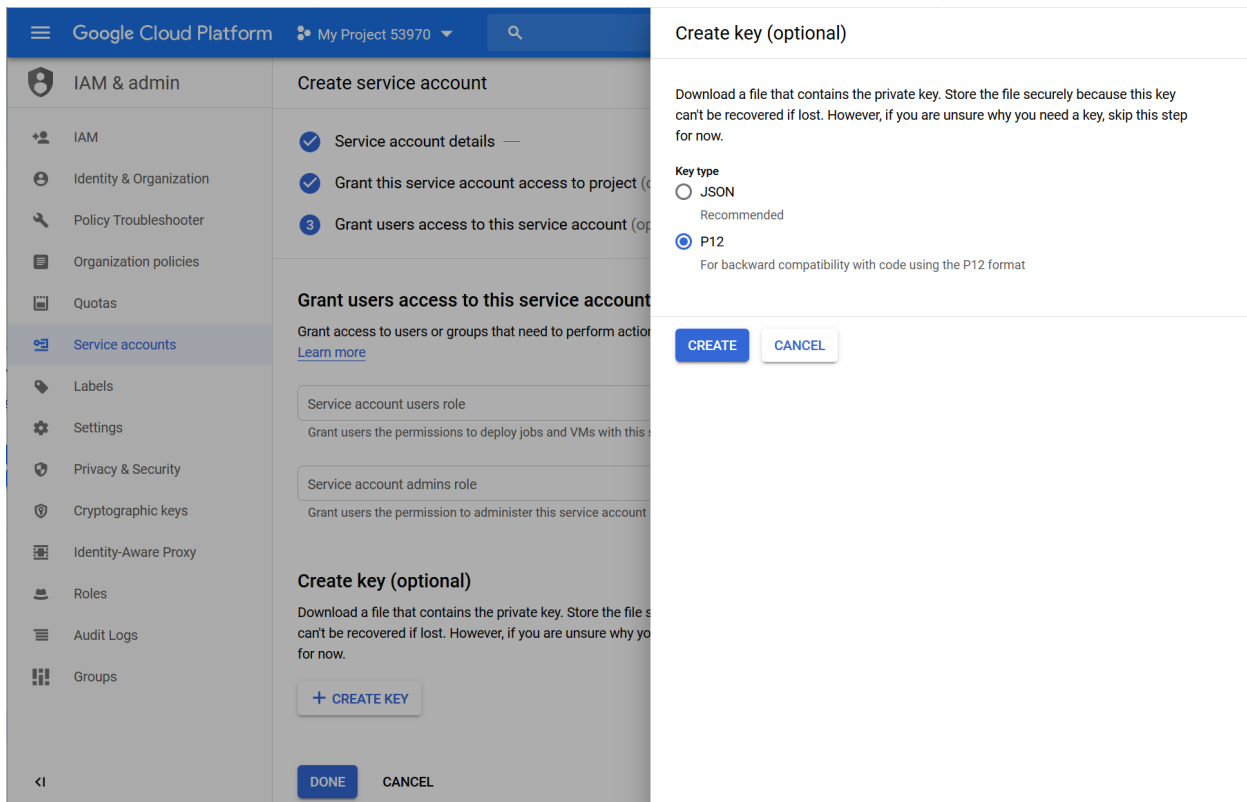 Google Cloud Platform
My Project 53970
IAM & admin
IAM
Identity & Organization
Policy Troubleshooter
Organization policies
Quotas
Service accounts
Labels
Settings
Privacy & Security
Cryptographic keys
Identity-Aware Proxy
Roles
Audit Logs
Groups
Create service account
Service account details
Grant this service account access to project
3 Grant users access to this service account
Grant users access to this service account
Grant access to users or groups that need to perform
Learn more
Service account users role
Grant users the permissions to deploy jobs and VMs with this
Service account admins role
Grant users the permission to administer this service account
Create key (optional)
Download a file that contains the private key. Store the file
can't be recovered if lost. However, if you are unsure why
for now.
+ CREATE KEY
DONE
CANCEL
Create key (optional)
Download a file that contains the private key. Store the file securely because this key
can't be recovered if lost. However, if you are unsure why you need a key, skip this step
for now.
Key type
JSON
Recommended
P12
For backward compatibility with code using the P12 format
CREATE
CANCEL